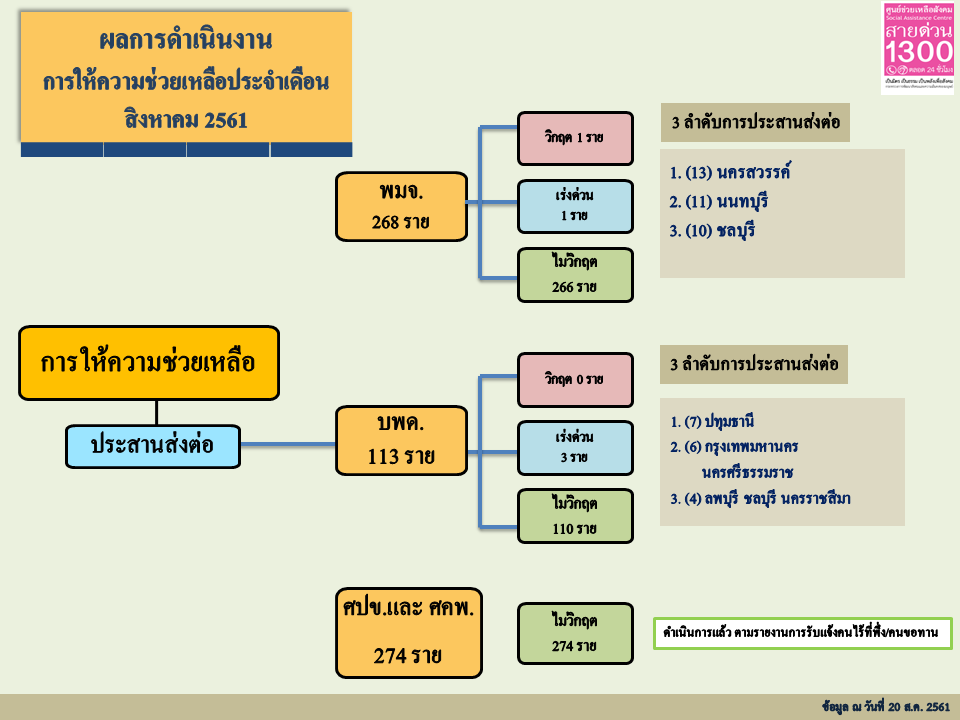 ผลการดำเนินงาน
การให้ความช่วยเหลือประจำเดือน
สิงหาคม 2561
ศูนย์ช่วยเหลือสังคม
Social Assistance Centre
สายด่วน
1300
ตลอด 24 ชั่วโมง
พมจ.
268 ราย
วิกฤต 1 ราย
เร่งด่วน
1 ราย
ไม่วิกฤต
266 ราย
3 ลำดับการประสานส่งต่อ
1. (13) นครสวรรค์
2. (11) นนทบุรี
3. (10) ชลบุรี
การให้ความช่วยเหลือ
ประสานส่งต่อ
บพด.
113 ราย
วิกฤต 0 ราย
เร่งด่วน
3 ราย
ไม่วิกฤต
110 ราย
3 ลำดับการประสานส่งต่อ
1. (7) ปทุมธานี
2. (6) กรุงเทพมหานคร
นครศรีธรรมราช
3. (4) ลพบุรี ชลบุรี นครราชสีมา
ศปข.และ ศคพ.
274 ราย
ไม่วิกฤต
274 ราย
ดำเนินการแล้ว ตามรายงานการรับแจ้งคนไร้ที่พึ่ง/คนขอทาน
ข้อมูล ณ วันที่ 20 ส.ค. 2561